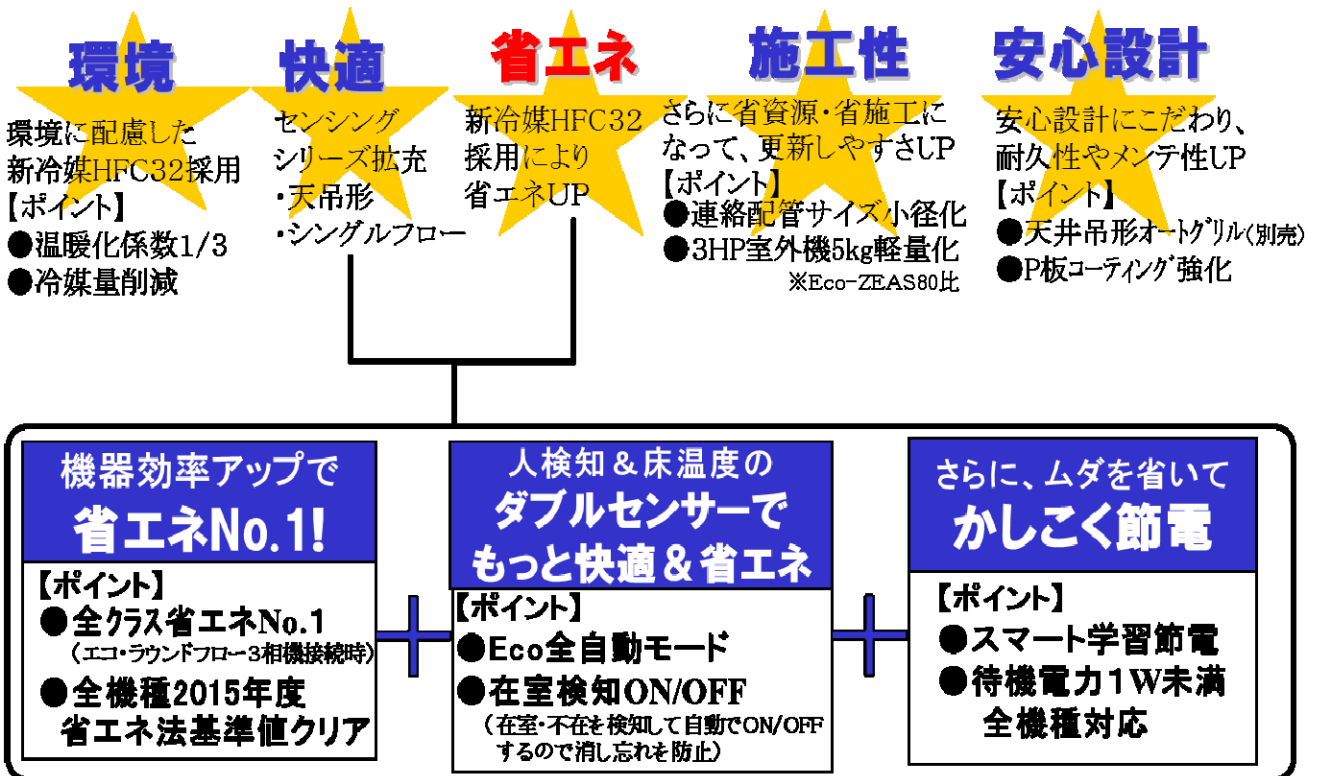 環境
環境に配慮した
新冷媒HFC32採用
【ポイント】
●温暖化係数1/3
●冷媒量削減
快適
センシング
シリーズ拡充
・天吊形
・シングルフロー
省エネ
新冷媒HFC32
採用により
省エネUP
施工性
さらに省資源・省施工に
なって、更新しやすさUP
【ポイント】
●連絡配管サイズ小径化
●3HP室外機5kg軽量化
※Eco-ZEAS80比
安心設計
安心設計にこだわり、
耐久性やメンテ性UP
【ポイント】
●天井吊形オートグリル(別売)
●P板コーティング強化
機器効率アップで
省エネNo.1!
【ポイント】
●全クラス省エネNo.1
(エコ・ラウンドフロー3相機接続時)
●全機種2015年度
省エネ法基準値クリア
人検知&床温度の
ダブルセンサーで
もっと快適&省エネ
【ポイント】
●Eco全自動モード
●在室検知ON/OFF
(在室・不在を検知して自動でON/OFF
するので消し忘れを防止)
さらに、ムダを省いて
かしこく節電
【ポイント】
●スマート学習節電
●待機電力1W未満
全機種対応